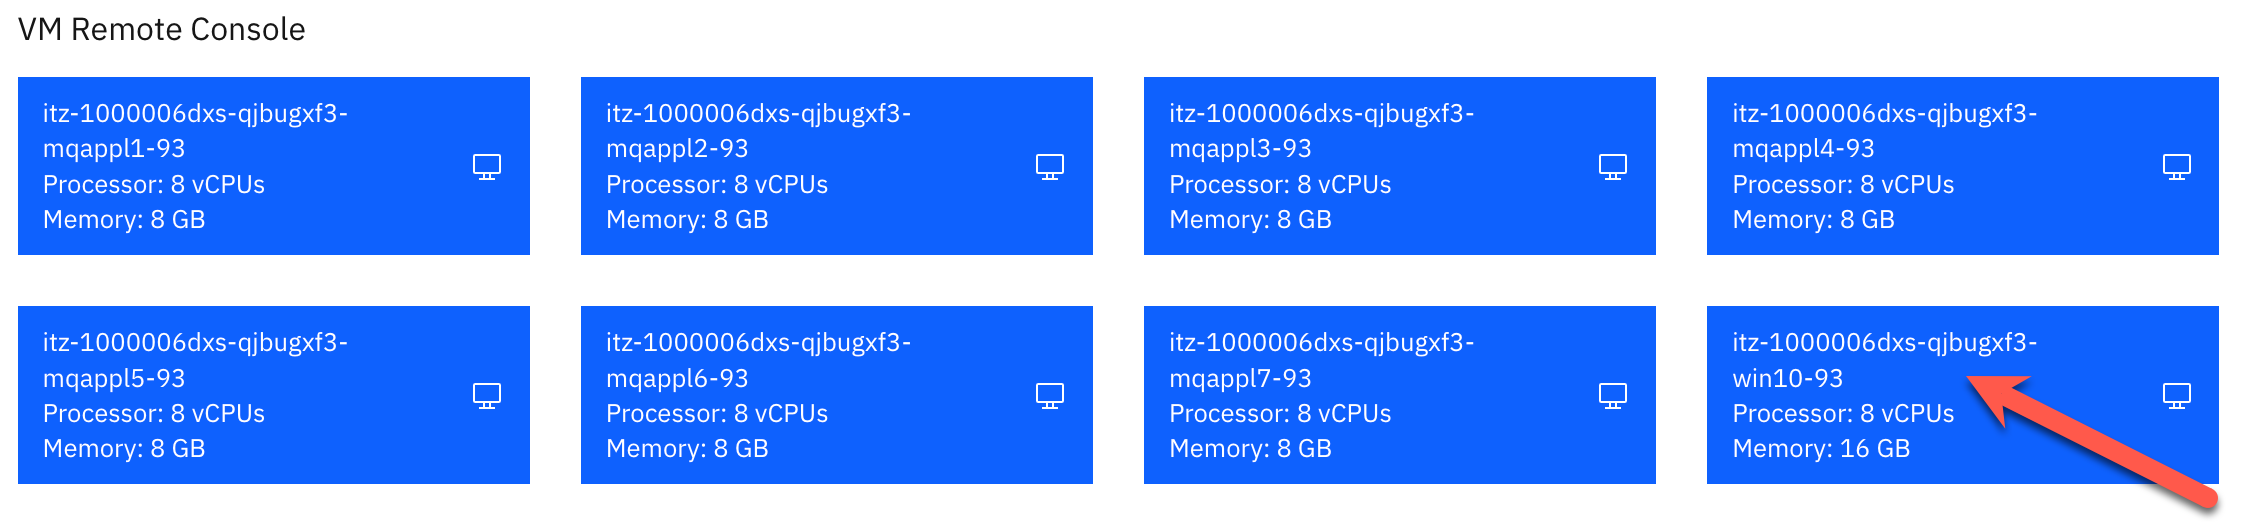 VM Remote Console
itz-1000006dxs-qjbugxf3-
mqappl1-93
Processor: 8 vCPUs
Memory: 8 GB
itz-1000006dxs-qjbugxf3-
mqappl2-93
Processor: 8 vCPUs
Memory: 8 GB
itz-1000006dxs-qjbugxf3-
mqappl3-93
Processor: 8 vCPUs
Memory: 8 GB
itz-1000006dxs-qjbugxf3-
mqappl4-93
Processor: 8 vCPUs
Memory: 8 GB
itz-1000006dxs-qjbugxf3-
mqappl5-93
Processor: 8 vCPUs
Memory: 8 GB
itz-1000006dxs-qjbugxf3-
mqappl6-93
Processor: 8 vCPUs
Memory: 8 GB
itz-1000006dxs-qjbugxf3-
mqappl7-93
Processor: 8 vCPUs
Memory: 8 GB
itz-1000006dxs-qjbugxf3-
win10-93
Processor: 8 vCPUs
Memory: 16 GB